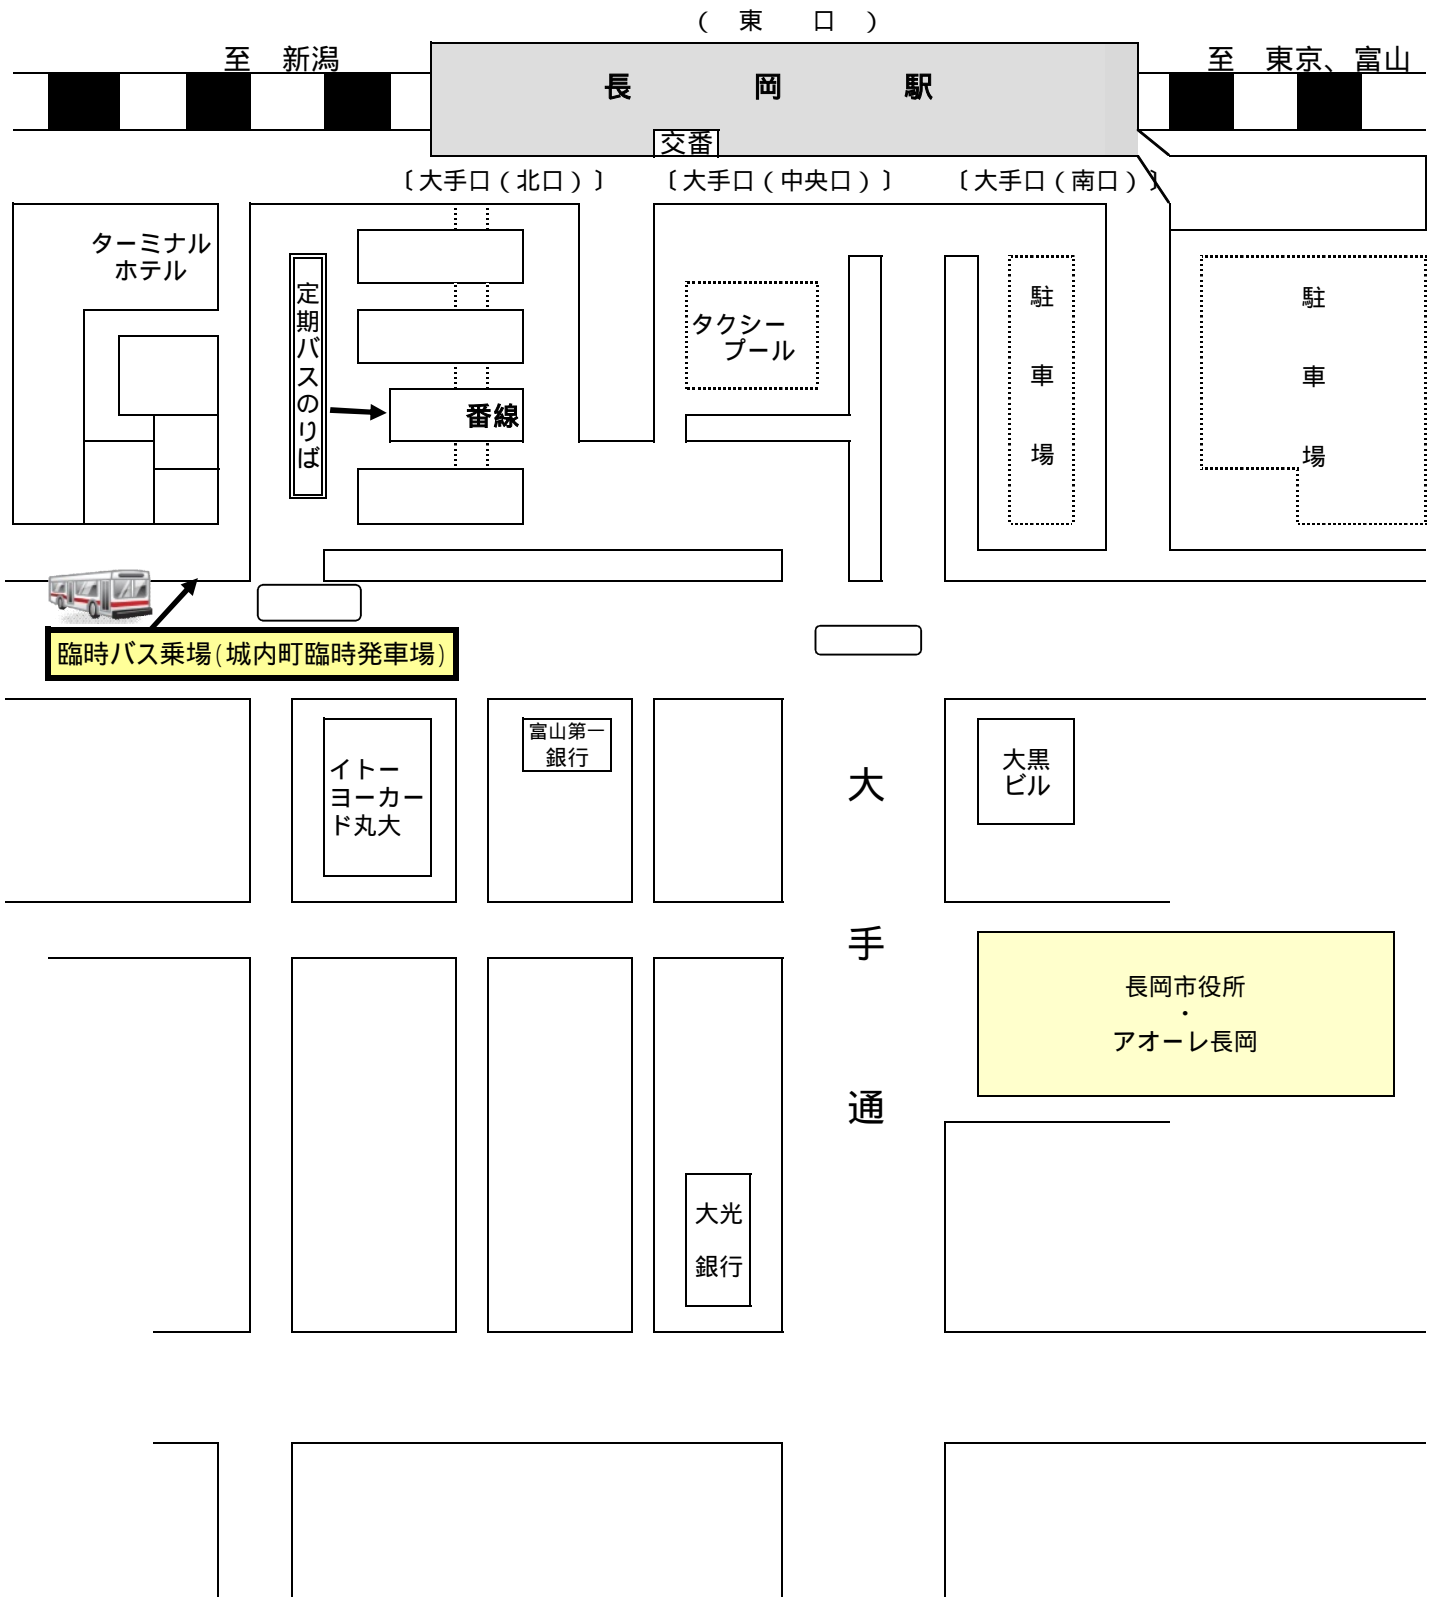 (　東　　口　)
至　新潟
至　東京、富山
長　岡　駅
交番
〔大手口(北口)〕
〔大手口(中央口)〕
〔大手口(南口)〕
ターミナル
ホテル
定期バスのりば
番線
タクシー
プール
駐車場
駐車場
臨時バス乗場(城内町臨時発車場)
イトー
ヨーカー
ド丸大
富山第一
銀行
大黒
ビル
大手通
長岡市役所
・
アオーレ長岡
大光
銀行